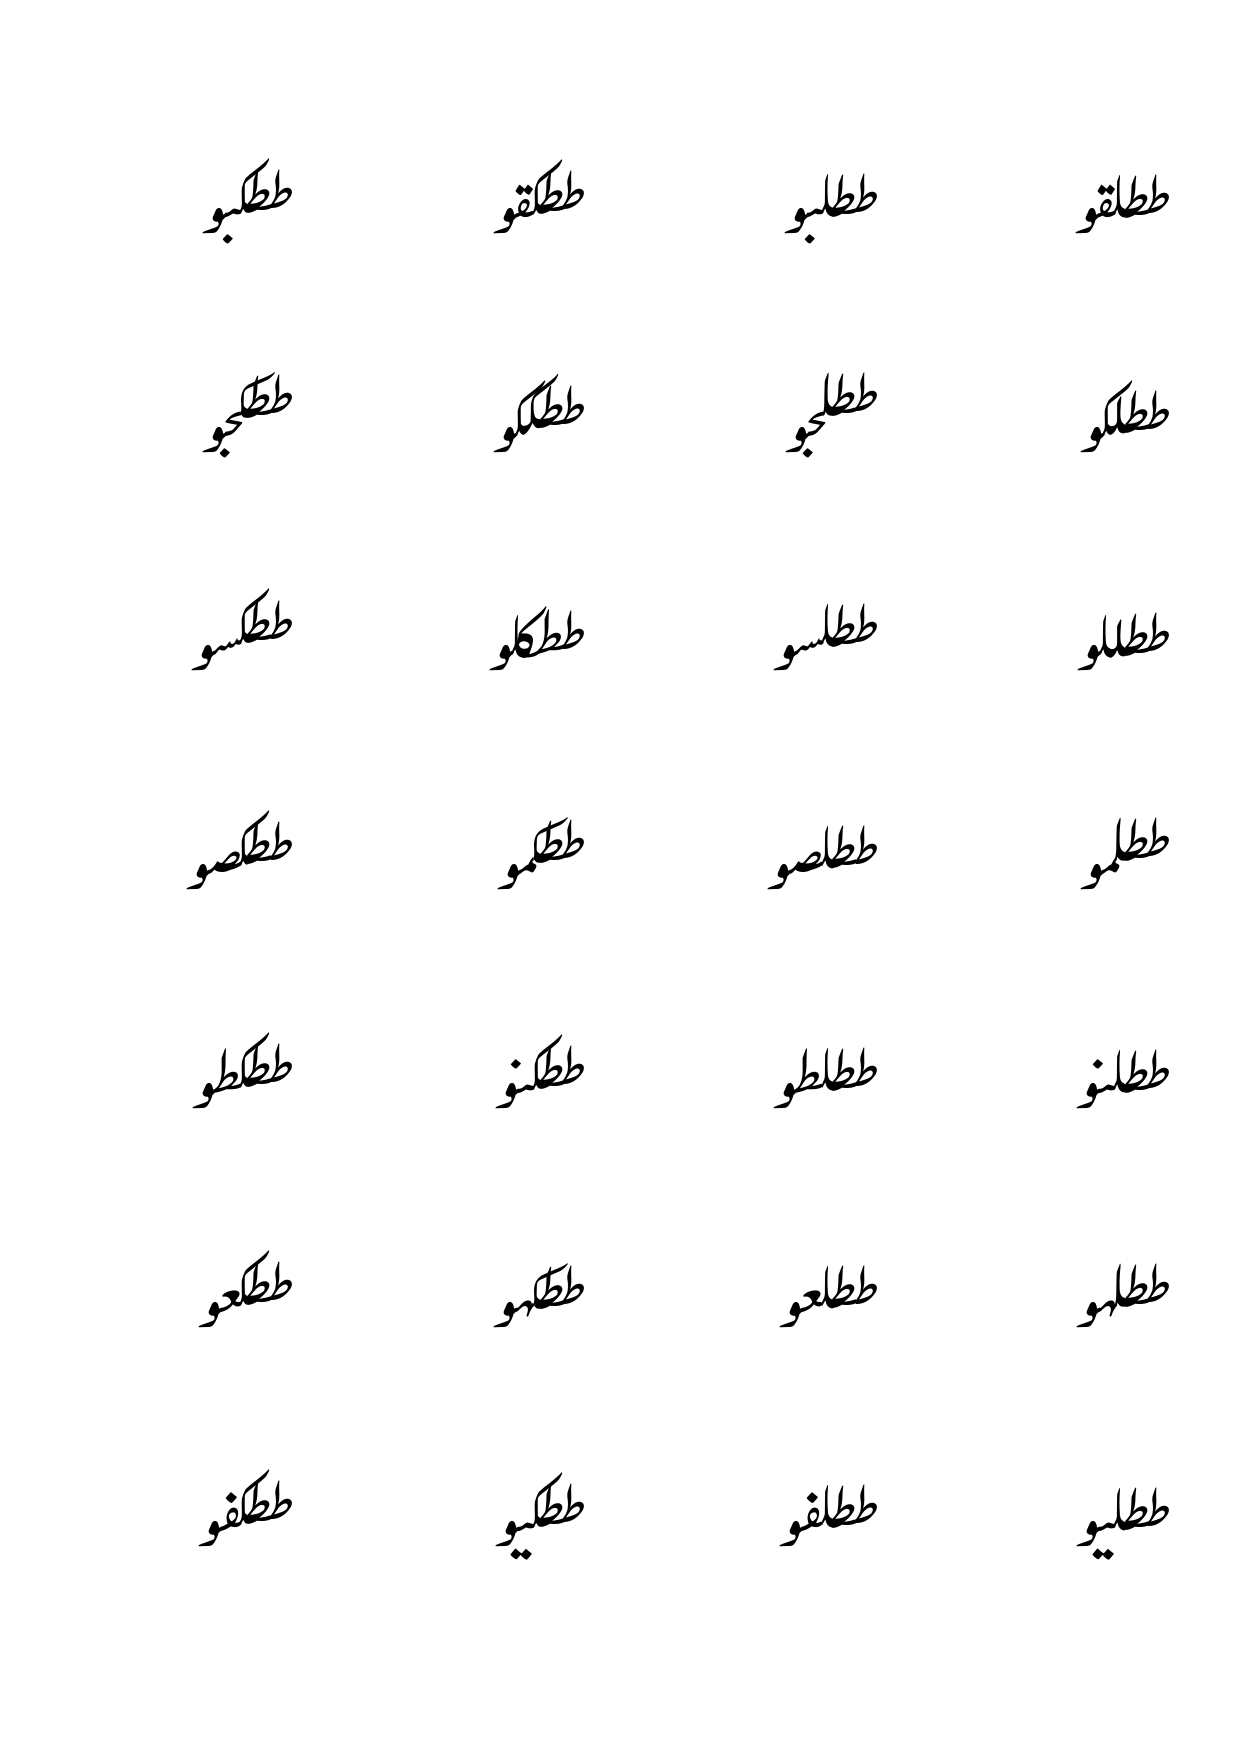 ططلقو ططلبو ططكقو ططكبو
ططلكو ططلجو ططككو ططكجو
ططللو ططلسو ططكلو ططكسو
ططلمو ططلصو ططكمو ططكصو
ططلنو ططلطو ططكنو ططكطو
ططلهو ططلعو ططكهو ططكعو
ططليو ططلفو ططكيو ططكفو